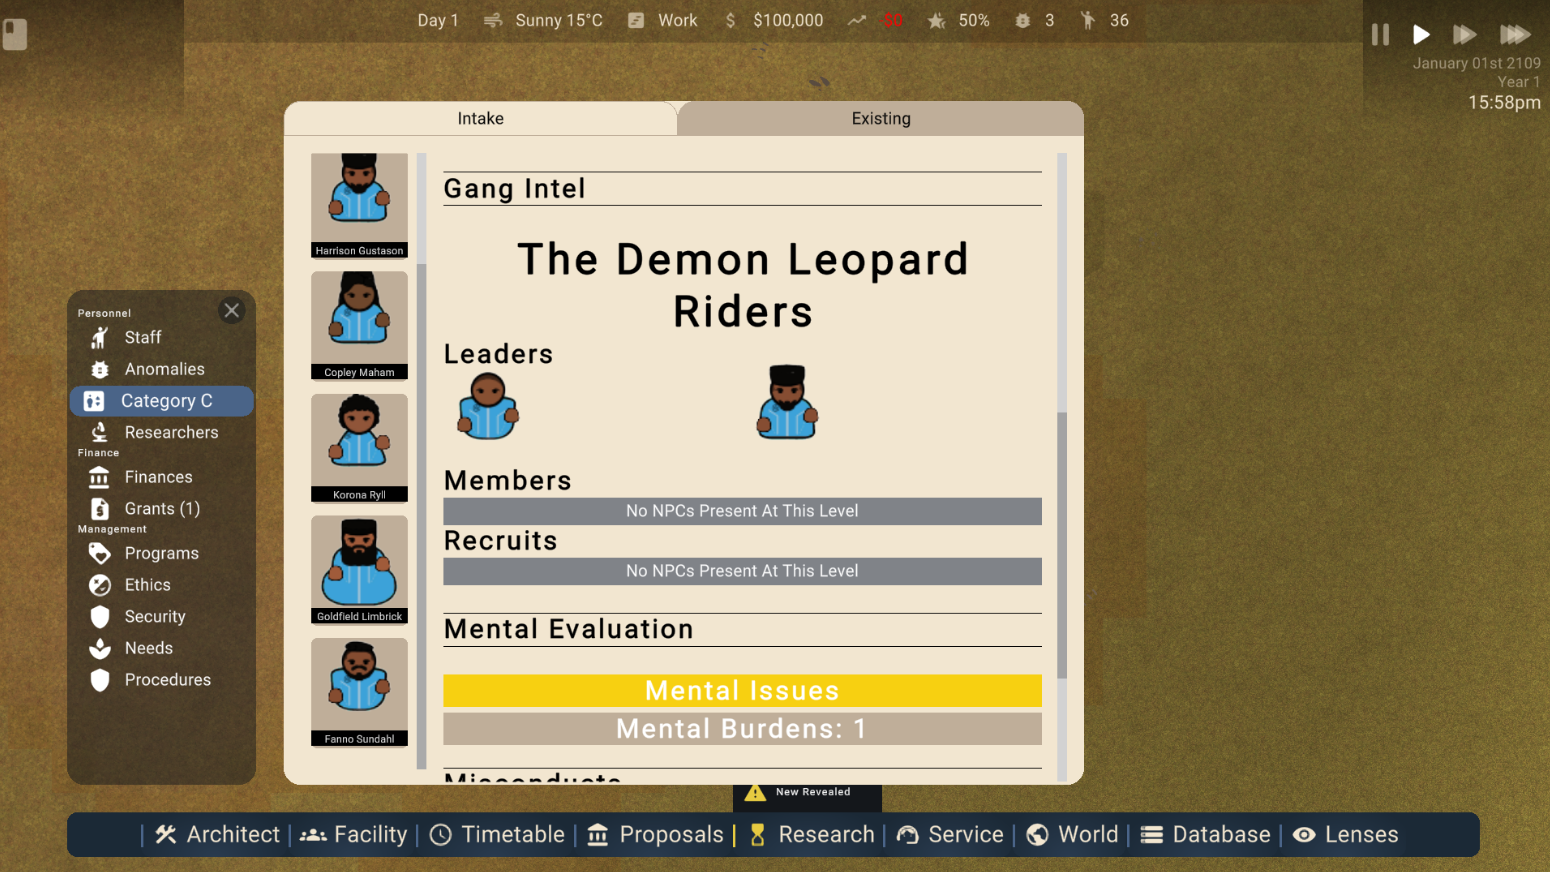 Day 1
Sunny 15°C
Work
$100,000
-$0
50%
3
36
January 01st 2109
Year 1
15:58pm
Intake
Existing
Harrison Gustason
Copley Maham
Korona Ryll
Goldfield Limbrick
Fanno Sundahl
Gang Intel
The Demon Leopard
Riders
Leaders
Members
No NPCs Present At This Level
Recruits
No NPCs Present At This Level
Mental Evaluation
Mental Issues
Mental Burdens: 1
Misconducts
Personnel
Staff
Anomalies
Category C
Researchers
Finance
Finances
Grants (1)
Management
Programs
Ethics
Security
Needs
Procedures
New Revealed
Architect
Facility
Timetable
Proposals
Research
Service
World
Database
Lenses